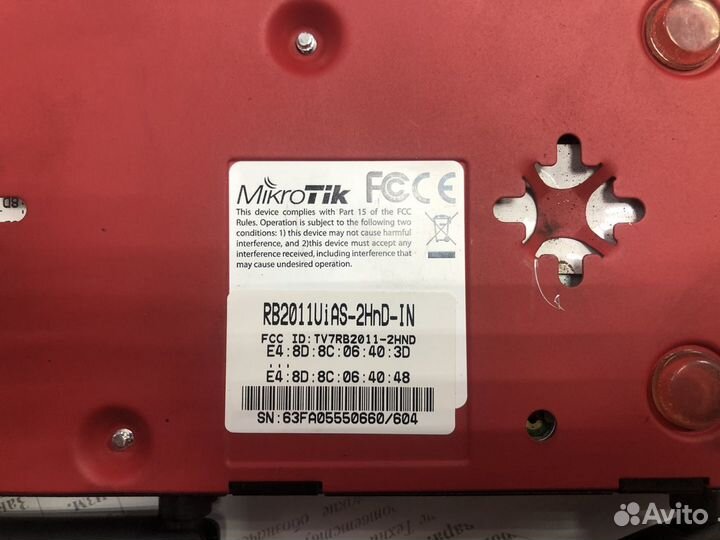 MikroTik FC CE
This device complies with Part 15 of the FCC
Rules. Operation is subject to the following two
conditions: 1) this device may not cause harmful
interference, and 2)this device must accept any
interference received, including interference that
may cause undesired operation.
RB2011UiAS-2HnD-IN
FCC ID:TV7RB2011-2HND
E4:8D:8C:06:40:3D
...
E4:8D:8C:06:40:48
SN:63FA05550660/604
Avito